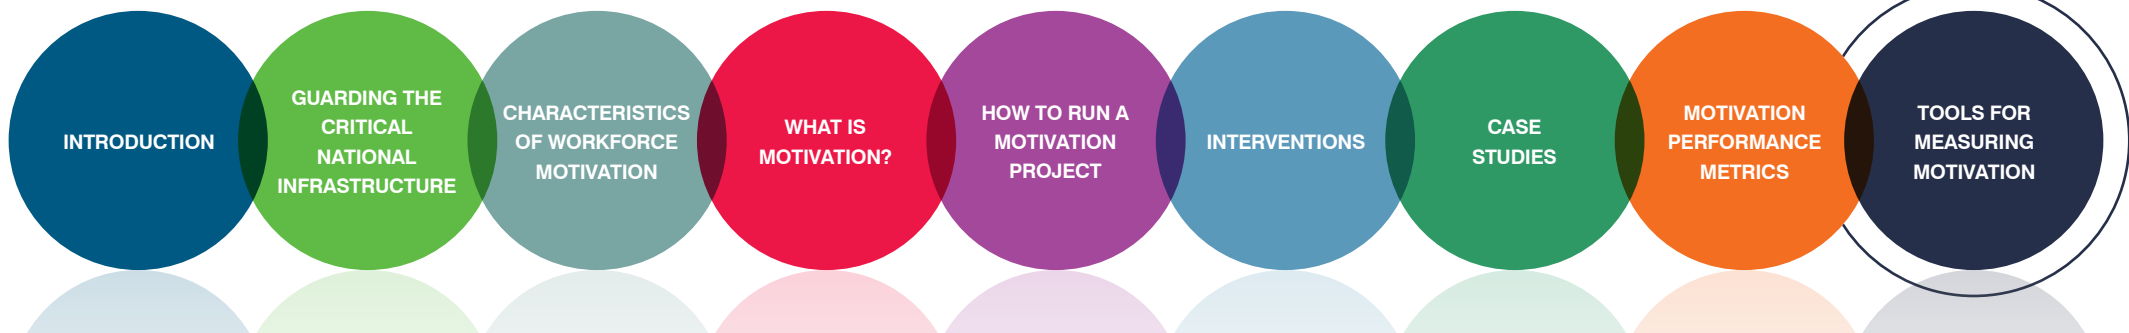 INTRODUCTION
GUARDING THE
CRITICAL
NATIONAL
INFRASTRUCTURE
CHARACTERISTICS
OF WORKFORCE
MOTIVATION
WHAT IS
MOTIVATION?
HOW TO RUN A
MOTIVATION
PROJECT
INTERVENTIONS
CASE
STUDIES
MOTIVATION
PERFORMANCE
METRICS
TOOLS FOR
MEASURING
MOTIVATION